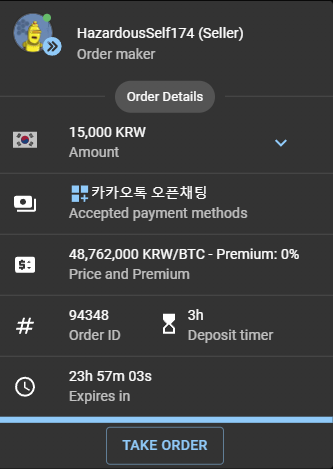 HazardousSelf174 (Seller)
Order maker
Order Details
15,000 KRW
Amount
카카오톡 오픈채팅
Accepted payment methods
48,762,000 KRW/BTC - Premium: 0%
Price and Premium
94348
Order ID
3h
Deposit timer
23h 57m 03s
Expires in
TAKE ORDER